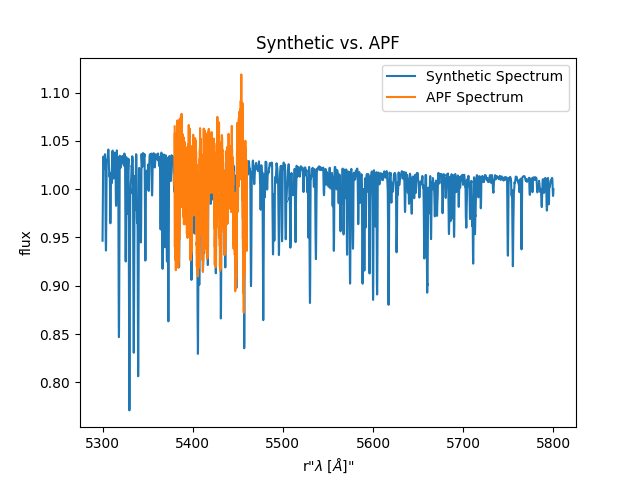 Synthetic vs. APF
Synthetic Spectrum
APF Spectrum
flux
1.10
1.05
1.00
0.95
0.90
0.85
0.80
5300 5400 5500 5600 5700 5800
r"λ [Å]"